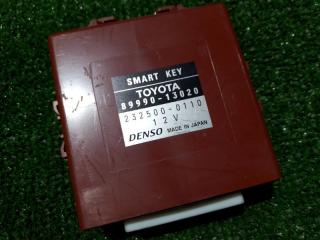 SMART KEY
TOYOTA
89990-13020
232500-0110
12V
DENSO MADE IN JAPAN